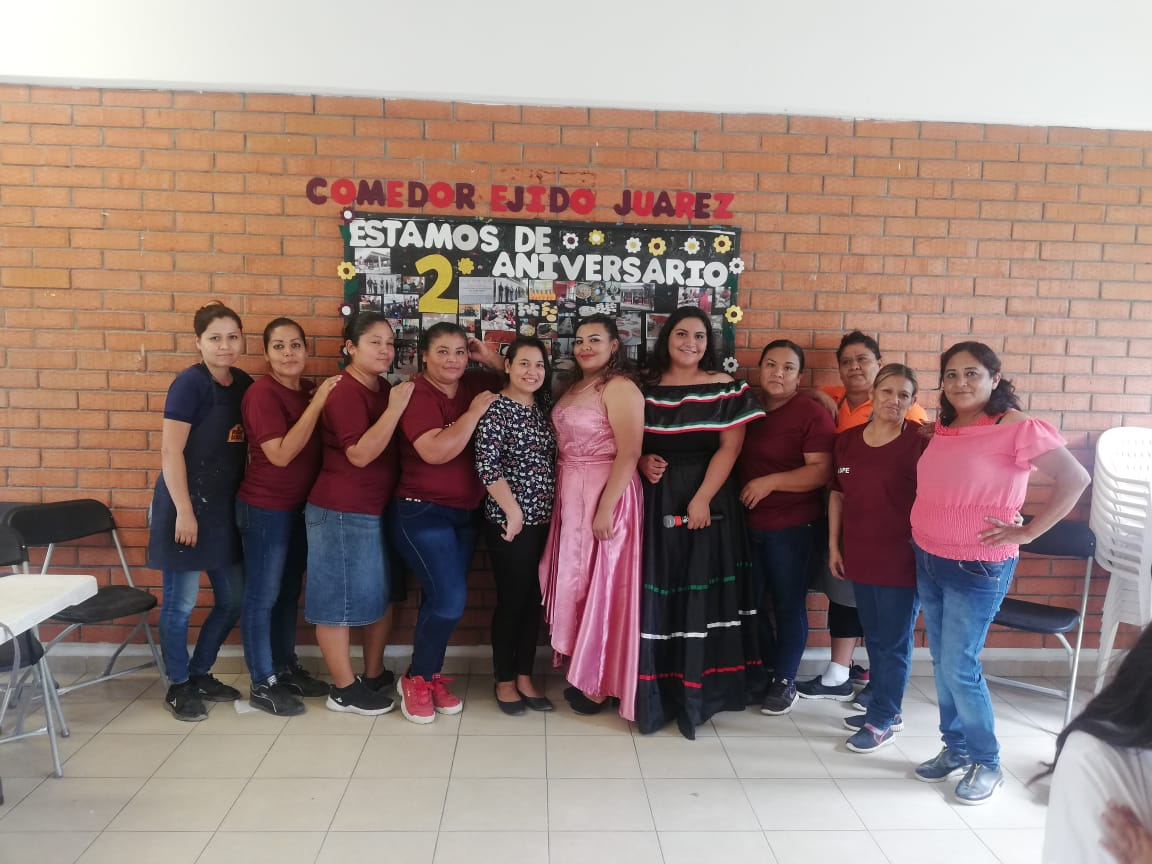 COMEDOR EJIDO JUAREZ
ESTAMOS DE
2° ANIVERSARIO